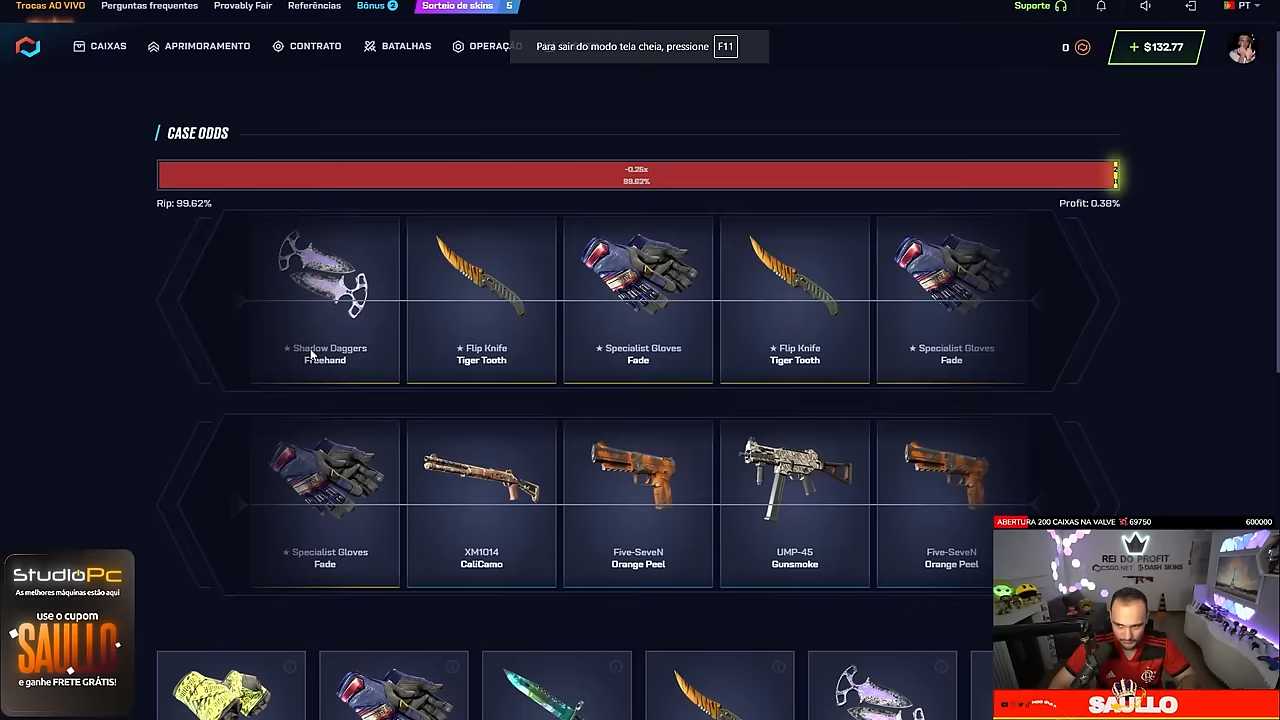 Trocas AO VIVO Perguntas frequentes Provably Fair Referências Bônus 2 Sorteio de skins 5 Suporte PT
CAIXAS APRIMORAMENTO CONTRATO BATALHAS Para sair do modo tela cheia, pressione F11 0 + $132.77
CASE ODDS
-0.25x
99.62%
Rip: 99.62% Profit: 0.38%
★ Shadow Daggers
Freehand
★ Flip Knife
Tiger Tooth
★ Specialist Gloves
Fade
★ Flip Knife
Tiger Tooth
★ Specialist Gloves
Fade
★ Specialist Gloves
Fade
XM1014
CaliCamo
Five-SeveN
Orange Peel
UMP-45
Gunsmoke
Five-SeveN
Orange Peel
StudioPc
As melhores máquinas estão aqui
use o cupom
SAULLO
e ganhe FRETE GRÁTIS!
ABERTURA 200 CAIXAS NA VALVE 69750 600000
REI DO PROFIT
CSGO.NET DASH SKINS
SAULLO